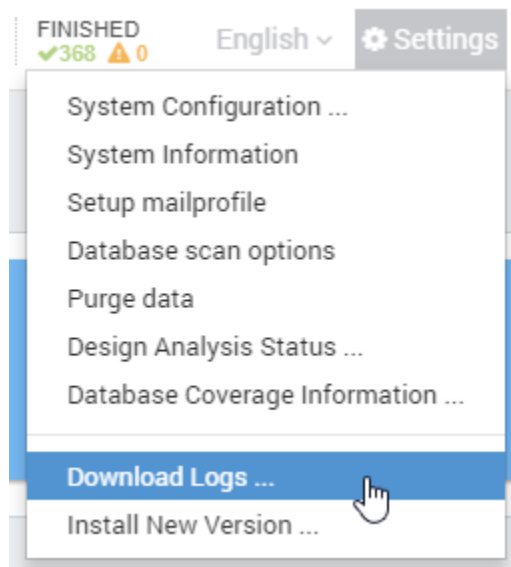 FINISHED
368 0
English
Settings
System Configuration ...
System Information
Setup mailprofile
Database scan options
Purge data
Design Analysis Status ...
Database Coverage Information ...
Download Logs ...
Install New Version ...